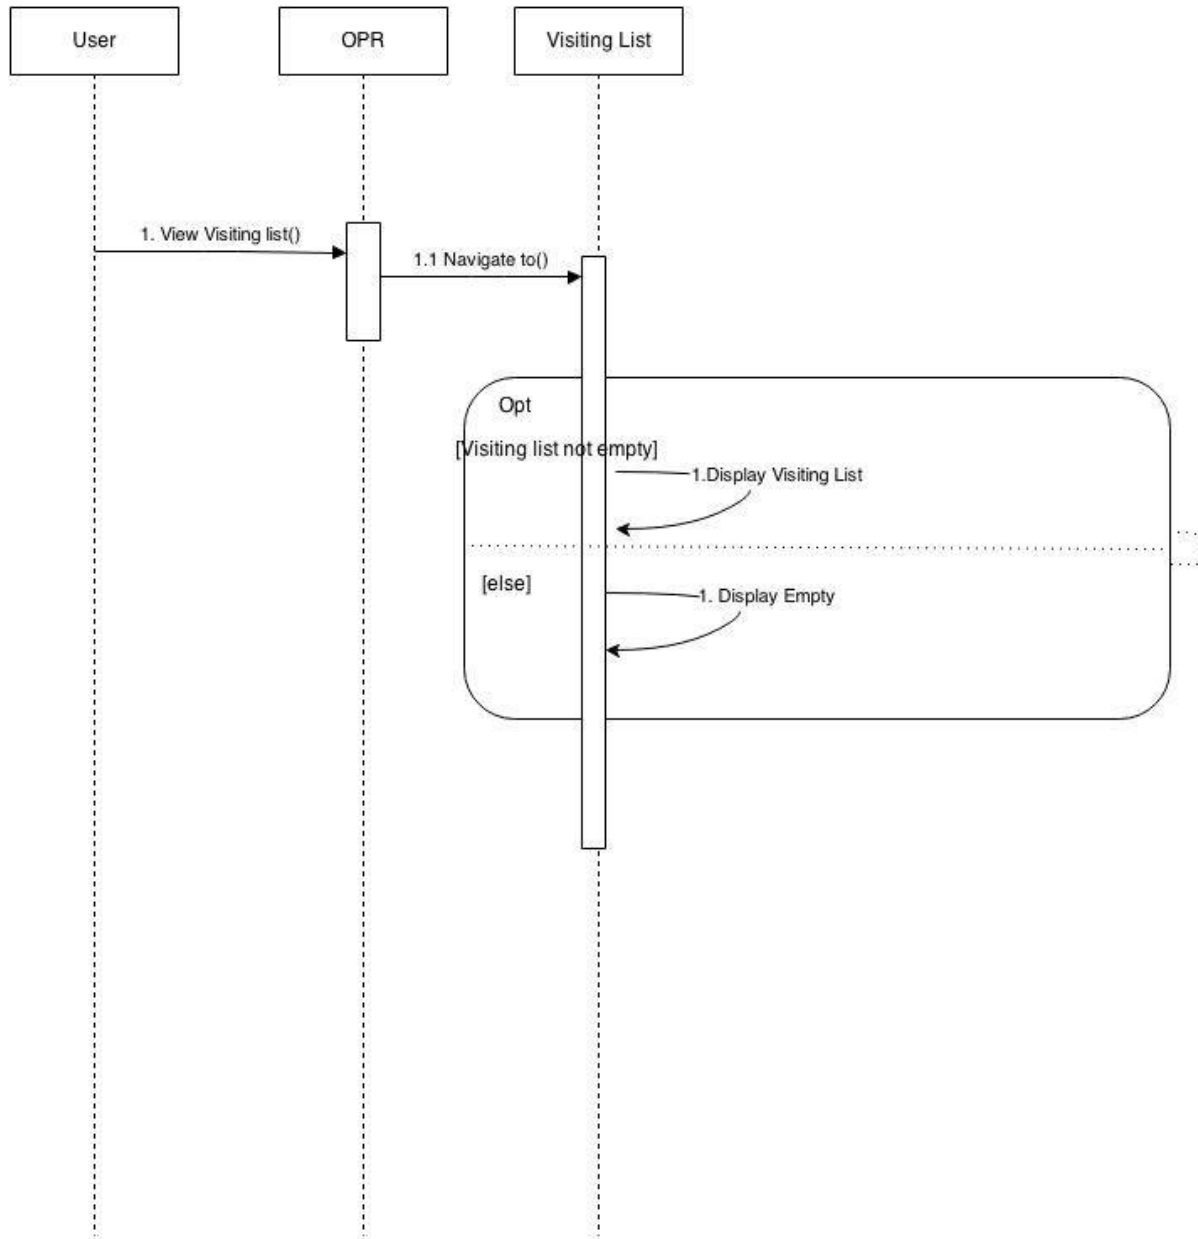 User
OPR
Visiting List
1. View Visiting list()
1.1 Navigate to()
Opt
[Visiting list not empty]
1.Display Visiting List
[else]
1. Display Empty